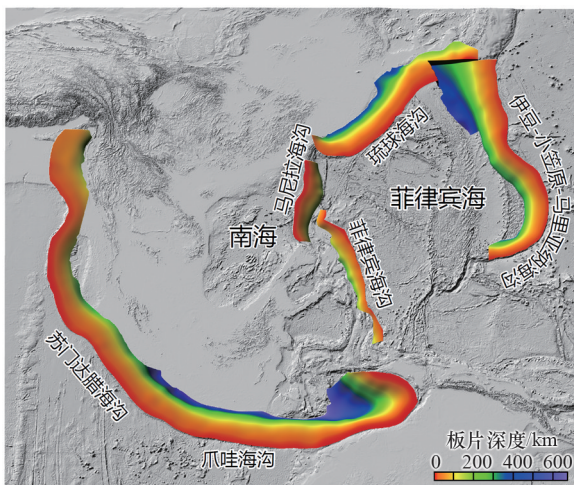 马尼拉海沟
琉球海沟
伊豆-小笠原-马里亚纳海沟
菲律宾海
南海
菲律宾海沟
苏门达腊海沟
爪哇海沟
板片深度/km
0 200 400 600